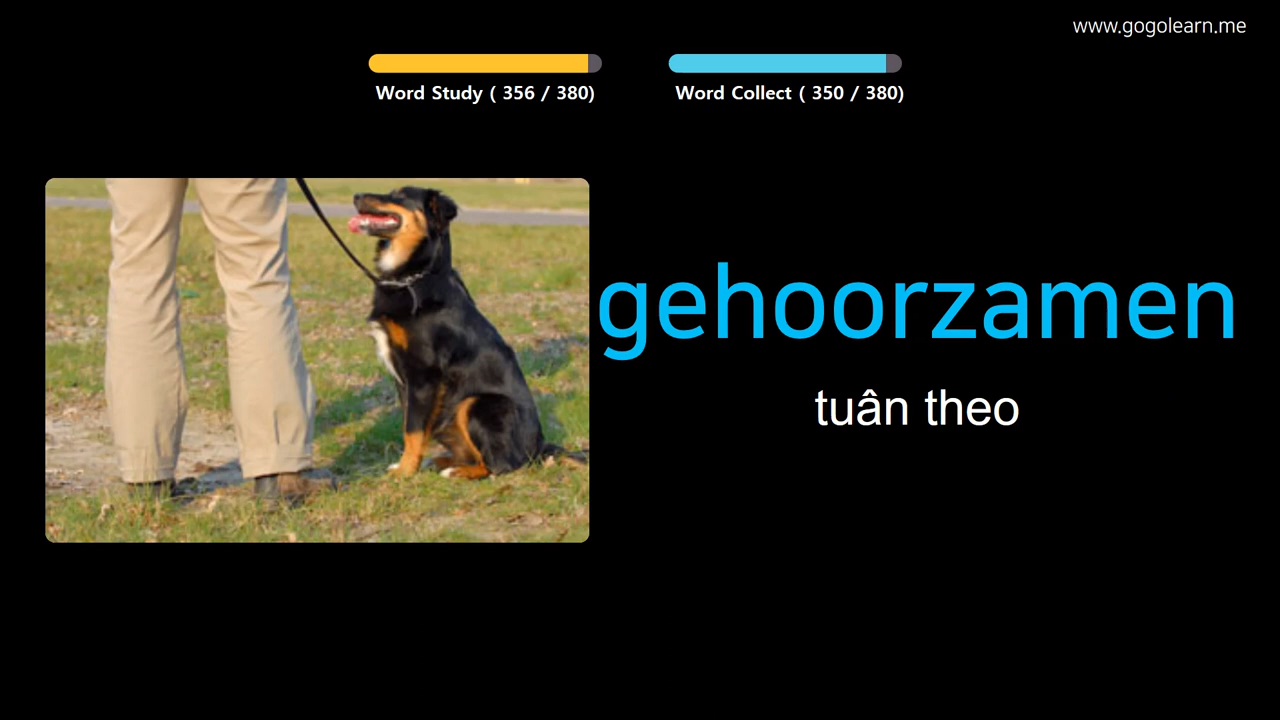 www.gogolearn.me
Word Study ( 356 / 380)
Word Collect ( 350 / 380)
gehoorzamen
tuân theo